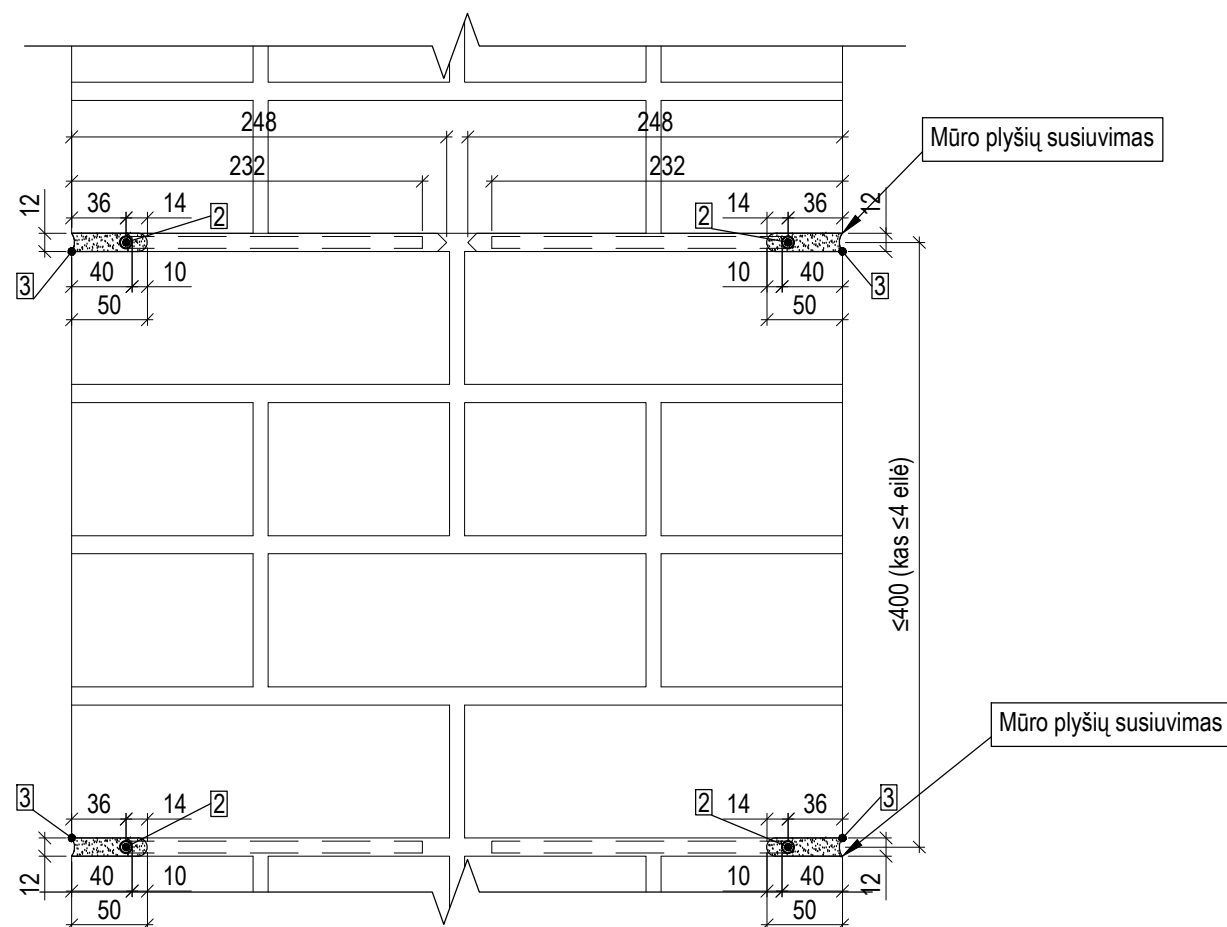 248 248
Mūro plyšių susiuvimas
232 232
12 36 14 2 2 14 36 12
3 40 10 10 40 3
50 50
≤400 (kas ≤4 eilė)
Mūro plyšių susiuvimas
3 36 14 2 2 14 36 3
12 40 10 10 40 12
50 50